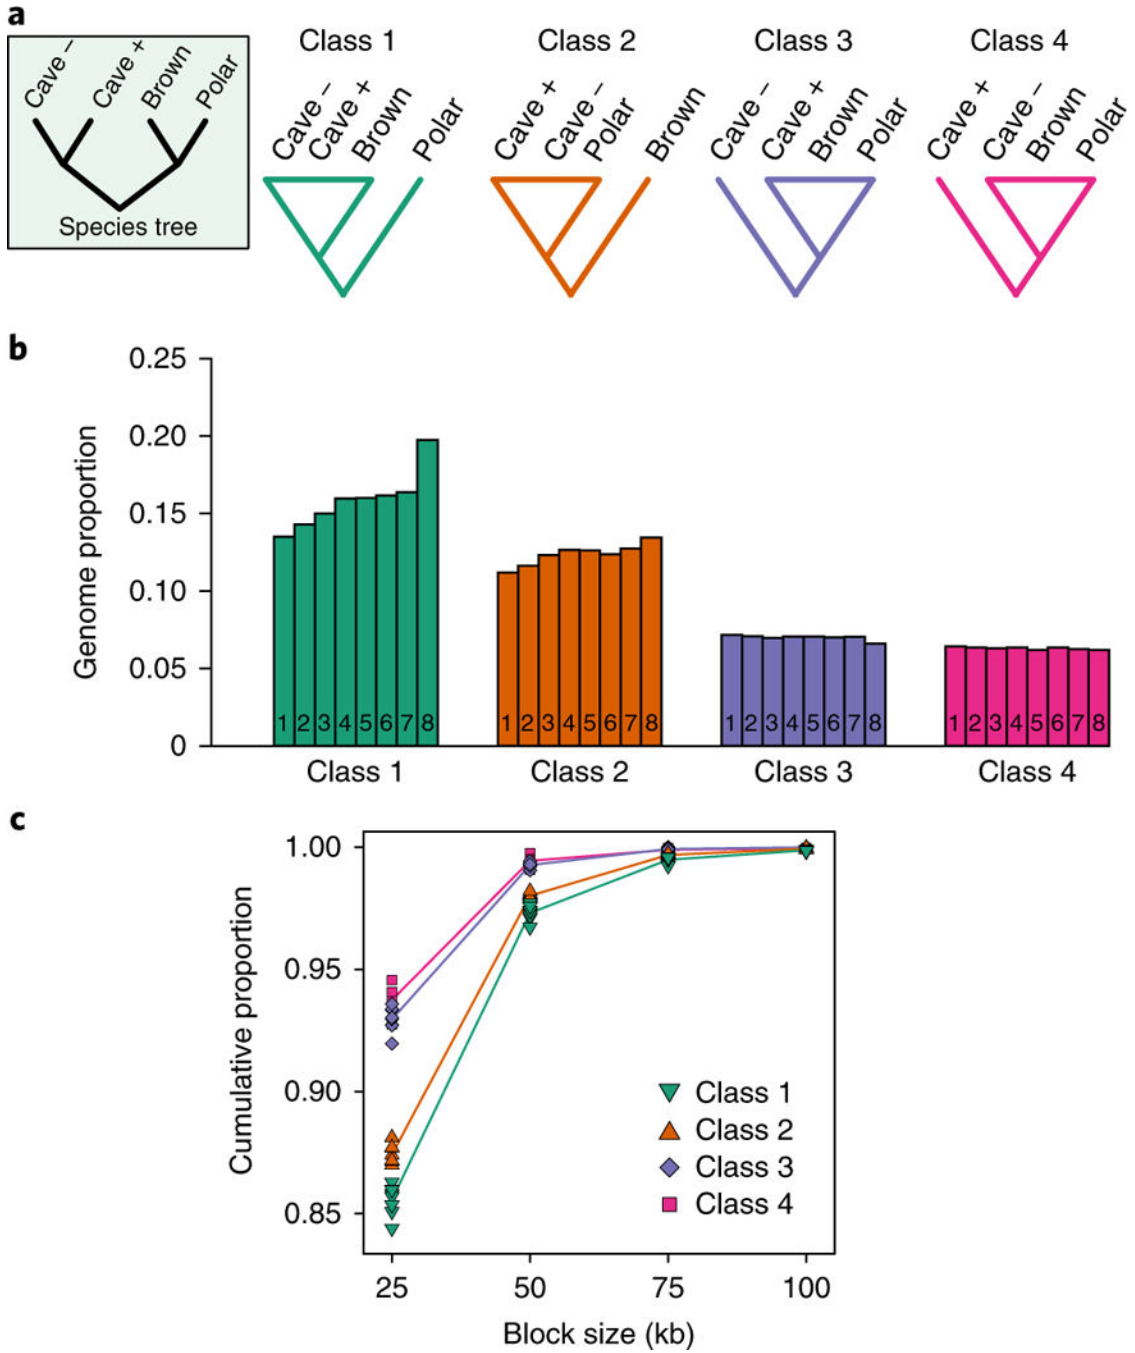 a
Class 1 Class 2 Class 3 Class 4
Cave – Cave + Brown Polar
Species tree
Cave – Cave + Brown Polar
Cave + Cave – Polar Brown
Cave – Cave + Brown Polar
Cave + Cave – Brown Polar
b
Genome proportion
0.25
0.20
0.15
0.10
0.05
0
1 2 3 4 5 6 7 8
1 2 3 4 5 6 7 8
1 2 3 4 5 6 7 8
1 2 3 4 5 6 7 8
Class 1 Class 2 Class 3 Class 4
c
Cumulative proportion
1.00
0.95
0.90
0.85
Class 1
Class 2
Class 3
Class 4
25 50 75 100
Block size (kb)